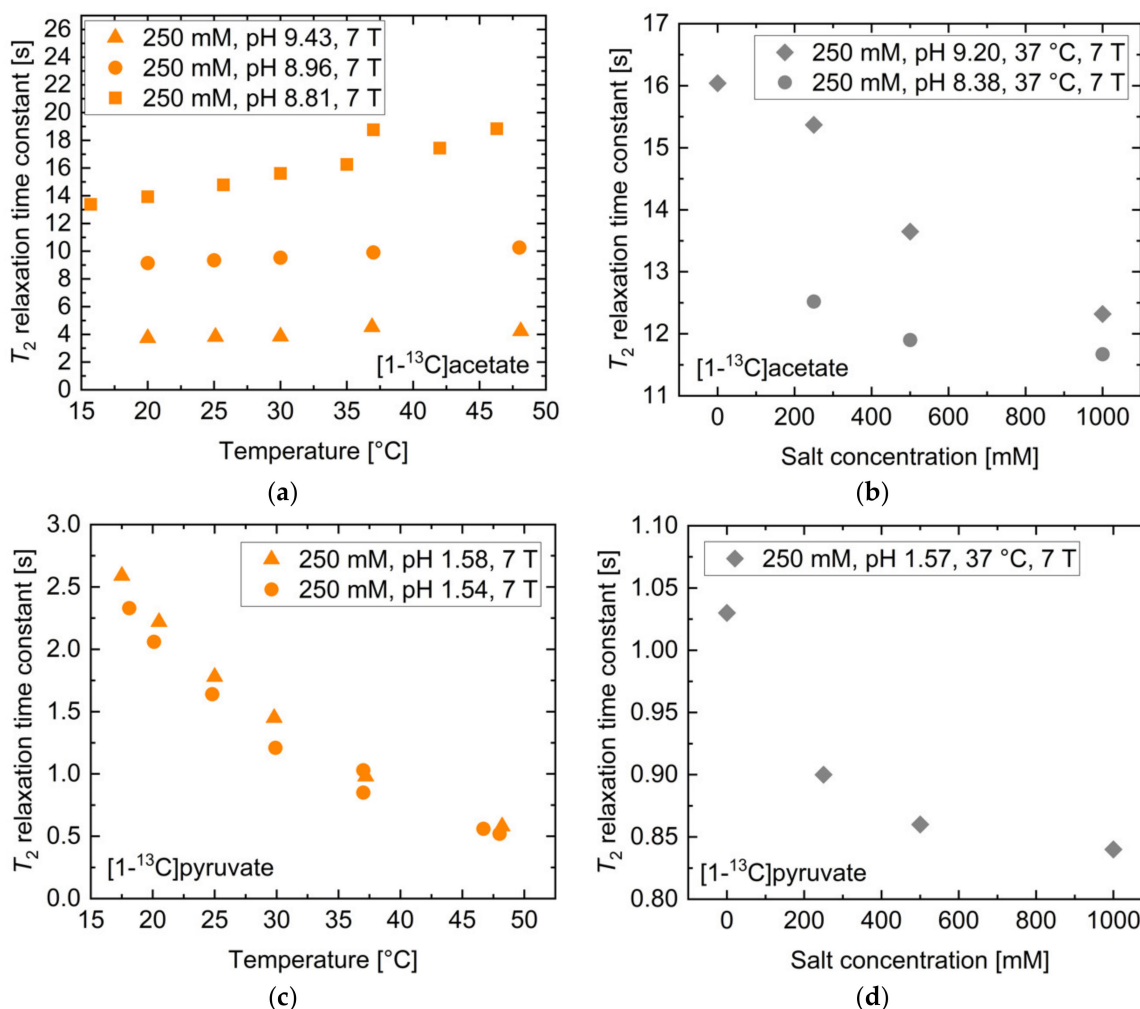 26
24
22
20
18
16
14
12
10
8
6
4
2
0
T₂ relaxation time constant [s]
250 mM, pH 9.43, 7 T
250 mM, pH 8.96, 7 T
250 mM, pH 8.81, 7 T
[1-¹³C]acetate
15 20 25 30 35 40 45 50
Temperature [°C]
(a)
17
16
15
14
13
12
11
T₂ relaxation time constant [s]
250 mM, pH 9.20, 37 °C, 7 T
250 mM, pH 8.38, 37 °C, 7 T
[1-¹³C]acetate
0 200 400 600 800 1000
Salt concentration [mM]
(b)
3.0
2.5
2.0
1.5
1.0
0.5
0.0
T₂ relaxation time constant [s]
250 mM, pH 1.58, 7 T
250 mM, pH 1.54, 7 T
[1-¹³C]pyruvate
15 20 25 30 35 40 45 50
Temperature [°C]
(c)
1.10
1.05
1.00
0.95
0.90
0.85
0.80
T₂ relaxation time constant [s]
250 mM, pH 1.57, 37 °C, 7 T
[1-¹³C]pyruvate
0 200 400 600 800 1000
Salt concentration [mM]
(d)